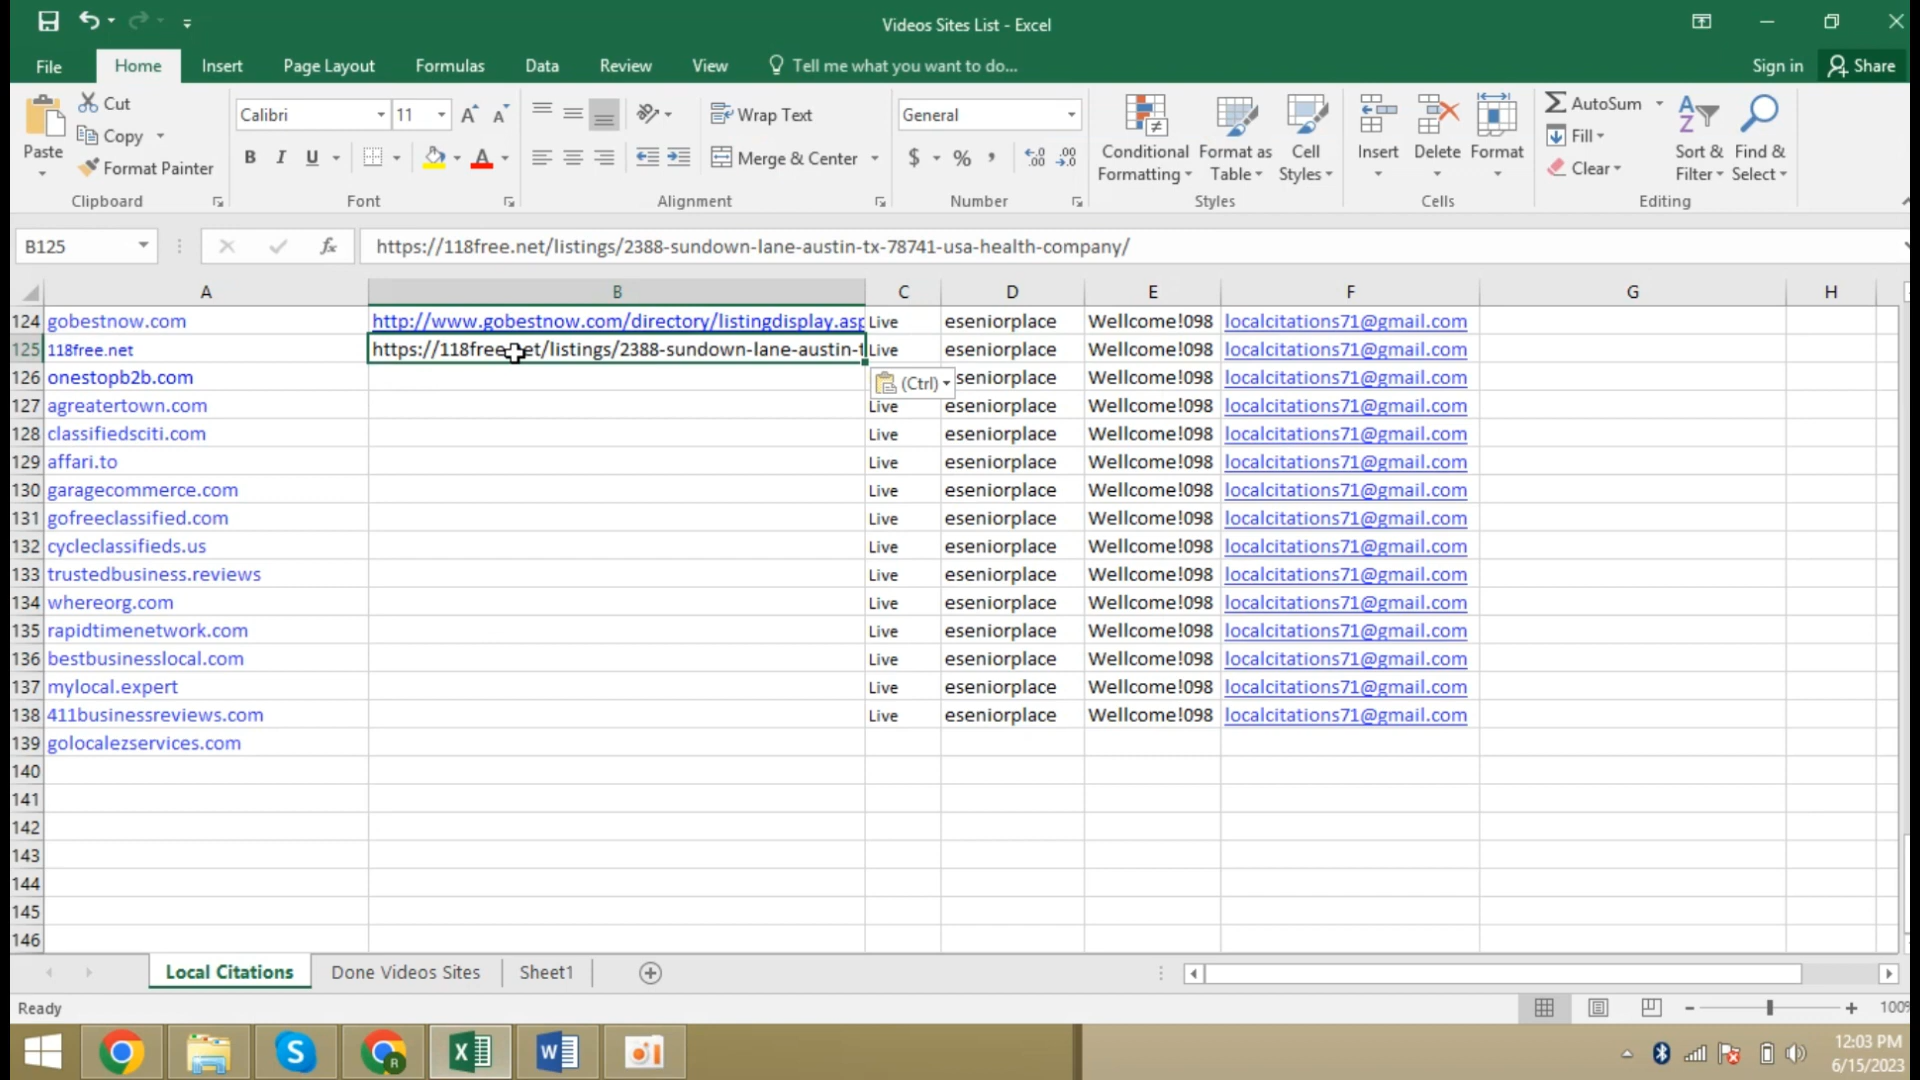 Videos Sites List - Excel
File Home Insert Page Layout Formulas Data Review View Tell me what you want to do... Sign in Share
Paste Cut Copy Format Painter Clipboard
Calibri 11 B I U Font
Wrap Text Merge & Center Alignment
General $ % , Number
Conditional Formatting Format as Table Cell Styles Styles
Insert Delete Format Cells
AutoSum Fill Clear Sort & Filter Find & Select Editing
B125 fx https://118free.net/listings/2388-sundown-lane-austin-tx-78741-usa-health-company/
A B C D E F G H
124 gobestnow.com http://www.gobestnow.com/directory/listingdisplay.asp Live eseniorplace Wellcome!098 localcitations71@gmail.com
125 118free.net https://118free.net/listings/2388-sundown-lane-austin-t Live eseniorplace Wellcome!098 localcitations71@gmail.com
126 onestopb2b.com (Ctrl) seniorplace Wellcome!098 localcitations71@gmail.com
127 agreatertown.com Live eseniorplace Wellcome!098 localcitations71@gmail.com
128 classifiedsciti.com Live eseniorplace Wellcome!098 localcitations71@gmail.com
129 affari.to Live eseniorplace Wellcome!098 localcitations71@gmail.com
130 garagecommerce.com Live eseniorplace Wellcome!098 localcitations71@gmail.com
131 gofreeclassified.com Live eseniorplace Wellcome!098 localcitations71@gmail.com
132 cycleclassifieds.us Live eseniorplace Wellcome!098 localcitations71@gmail.com
133 trustedbusiness.reviews Live eseniorplace Wellcome!098 localcitations71@gmail.com
134 whereorg.com Live eseniorplace Wellcome!098 localcitations71@gmail.com
135 rapidtimenetwork.com Live eseniorplace Wellcome!098 localcitations71@gmail.com
136 bestbusinesslocal.com Live eseniorplace Wellcome!098 localcitations71@gmail.com
137 mylocal.expert Live eseniorplace Wellcome!098 localcitations71@gmail.com
138 411businessreviews.com Live eseniorplace Wellcome!098 localcitations71@gmail.com
139 golocalezservices.com
140
141
142
143
144
145
146
Local Citations Done Videos Sites Sheet1
Ready 100%
12:03 PM
6/15/2023